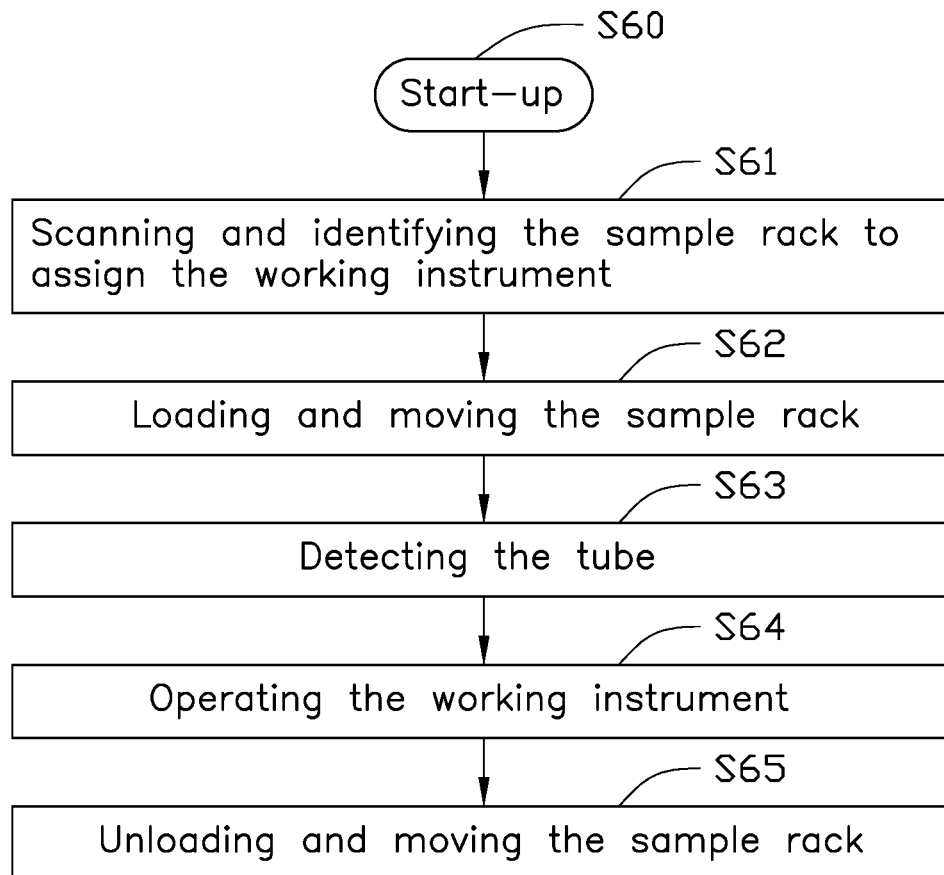 S60
Start-up
S61
Scanning and identifying the sample rack to
assign the working instrument
S62
Loading and moving the sample rack
S63
Detecting the tube
S64
Operating the working instrument
S65
Unloading and moving the sample rack